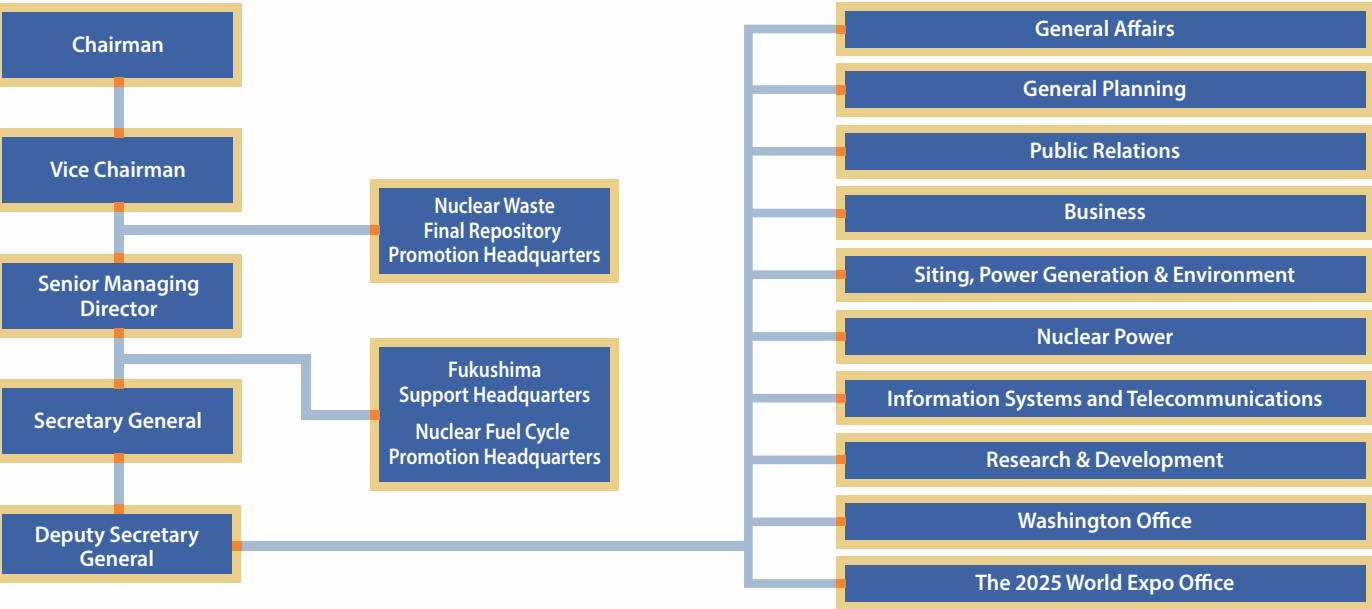 Chairman
Vice Chairman
Senior Managing
Director
Secretary General
Deputy Secretary
General
Nuclear Waste
Final Repository
Promotion Headquarters
Fukushima
Support Headquarters
Nuclear Fuel Cycle
Promotion Headquarters
General Affairs
General Planning
Public Relations
Business
Siting, Power Generation & Environment
Nuclear Power
Information Systems and Telecommunications
Research & Development
Washington Office
The 2025 World Expo Office